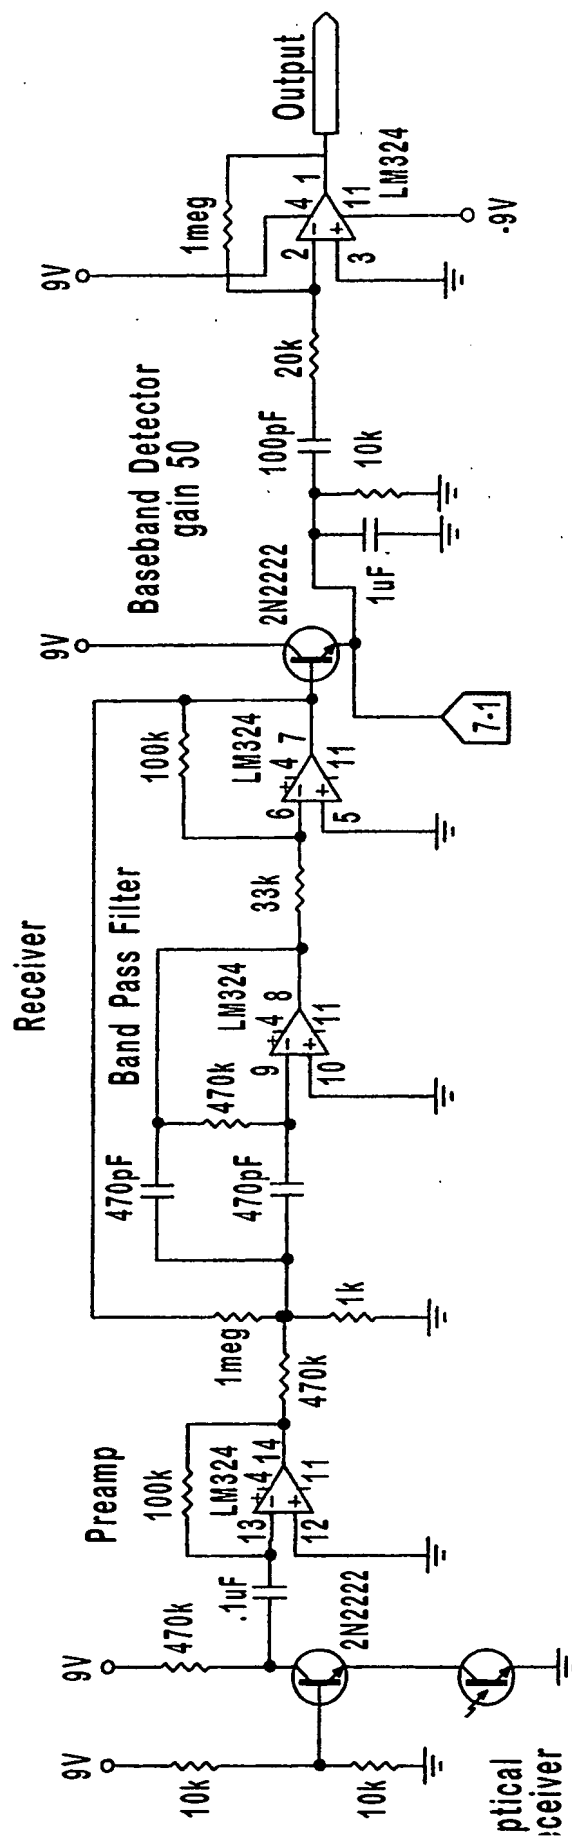 Receiver
Optical
Receiver
9V
10k
10k
9V
470k
2N2222
.1uF
Preamp
100k
LM324
13
12
+4
14
11
470k
1meg
1k
Band Pass Filter
470pF
470pF
470k
LM324
9
10
+4
8
11
33k
100k
LM324
6
5
+4
7
11
9V
2N2222
7.1
Baseband Detector
gain 50
1uF
10k
100pF
20k
9V
1meg
2
3
4
1
11
LM324
-9V
Output